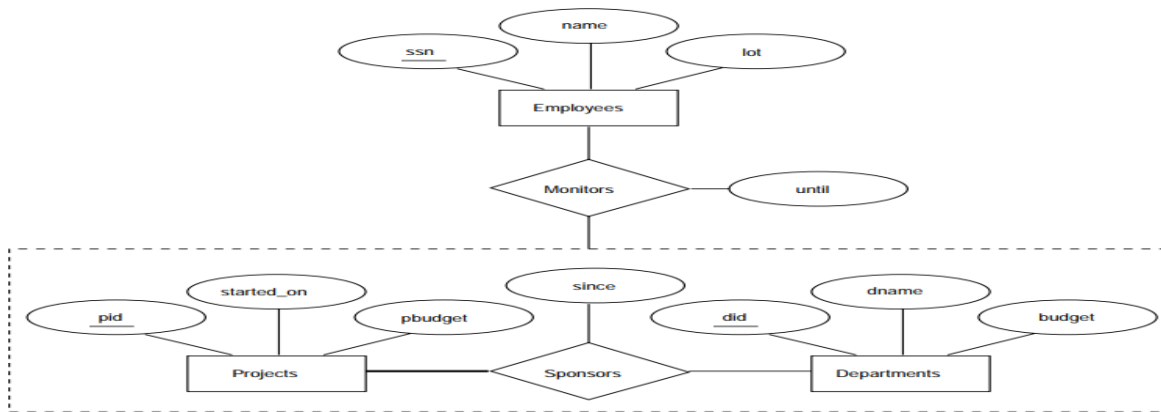 name
ssn
lot
Employees
Monitors
until
started_on
since
dname
pid
pbudget
did
budget
Projects
Sponsors
Departments